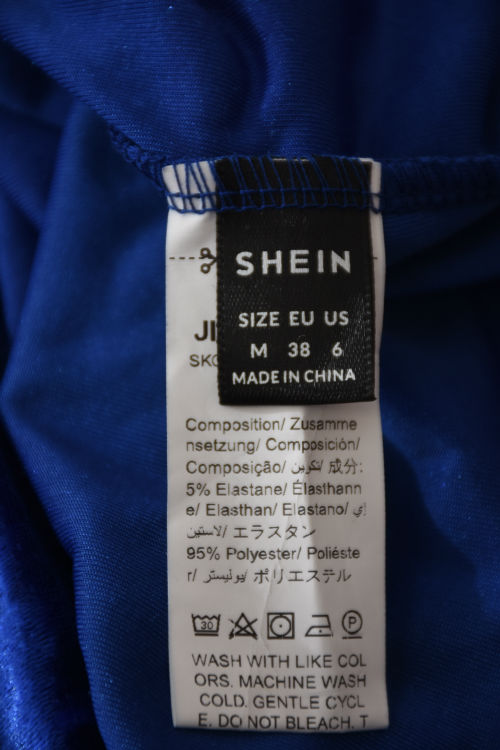 SHEIN
SIZE EU US
M 38 6
MADE IN CHINA
Composition/ Zusamme
nsetzung/ Composición/
Composição/ تكوين/ 成分:
5% Elastane/ Élasthann
e/ Elasthan/ Elastano/ إي
لاستين/ エラスタン
95% Polyester/ Poliéste
r/ بوليستر/ ポリエステル
30 P
WASH WITH LIKE COL
ORS. MACHINE WASH
COLD. GENTLE CYCL
E. DO NOT BLEACH. T